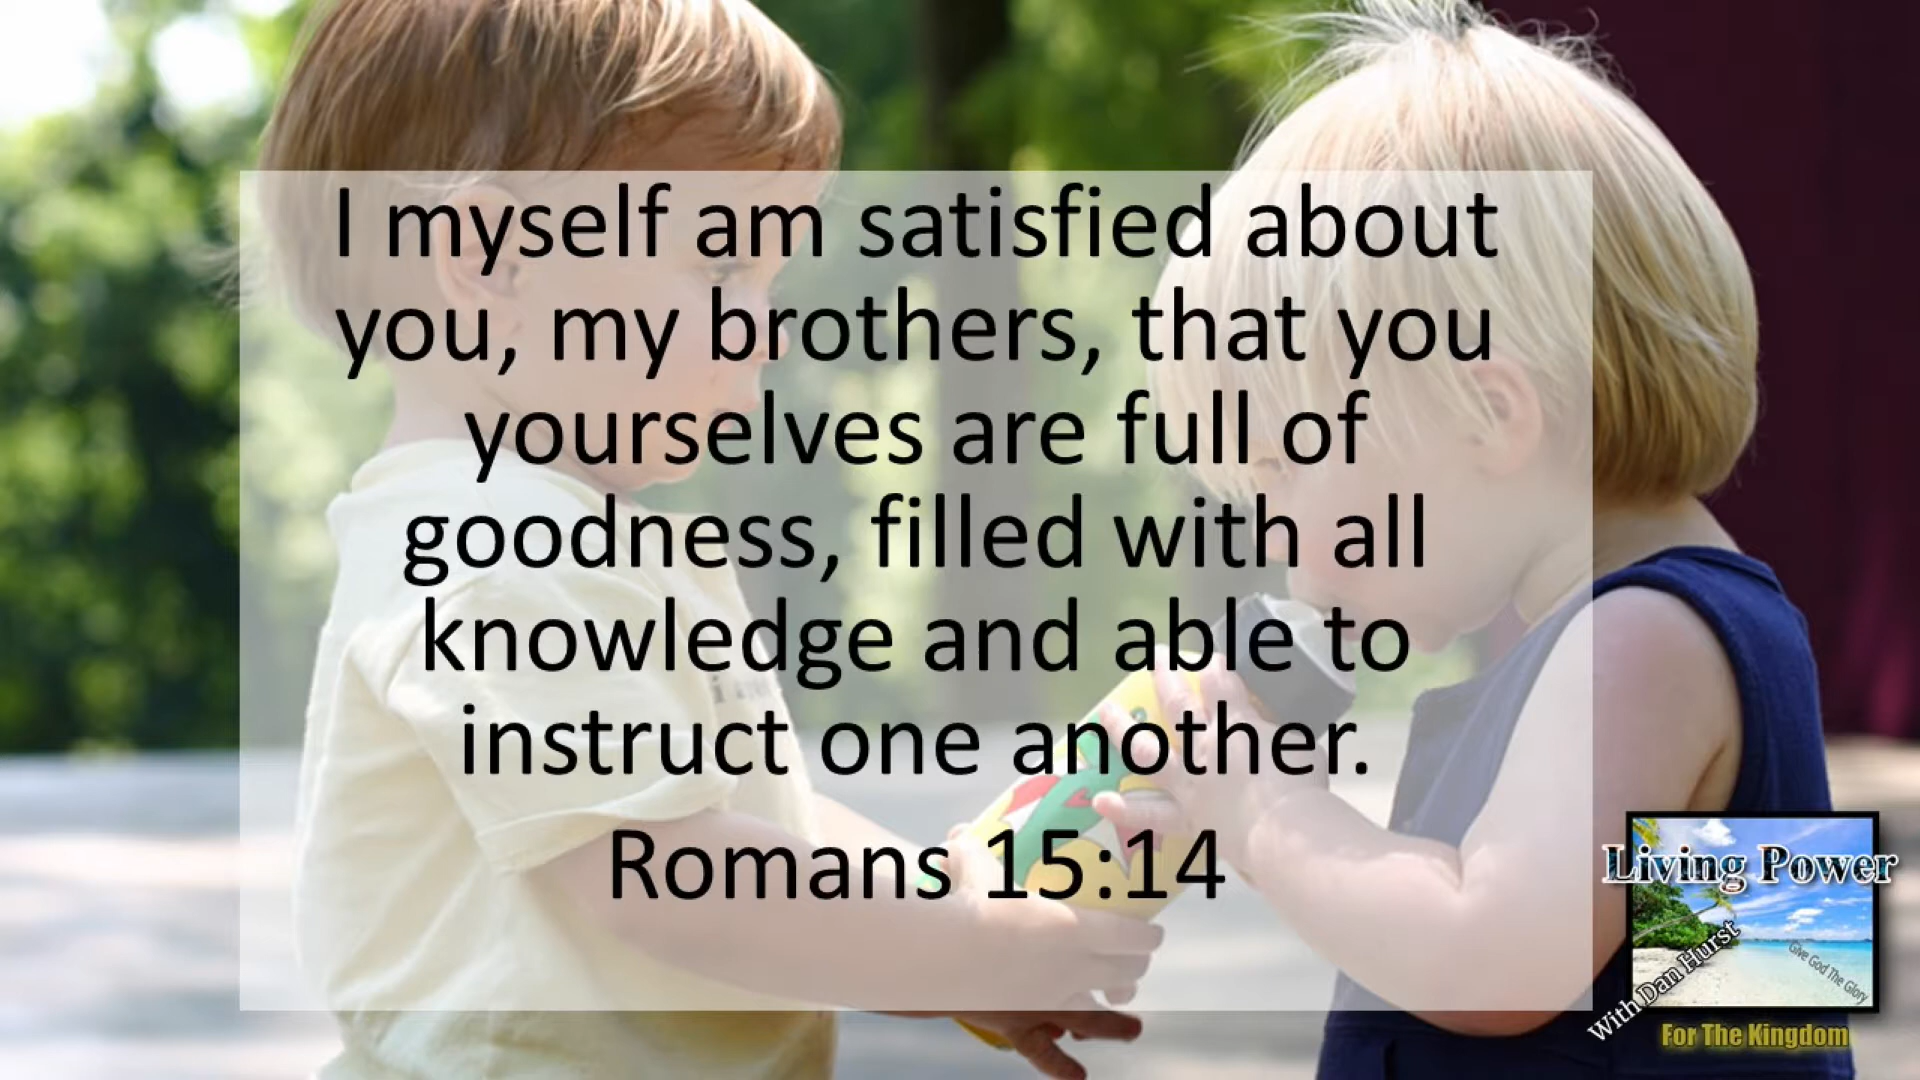 I myself am satisfied about
you, my brothers, that you
yourselves are full of
goodness, filled with all
knowledge and able to
instruct one another.
Romans 15:14
Living Power
With Dan Hurst
Give God The Glory
For The Kingdom